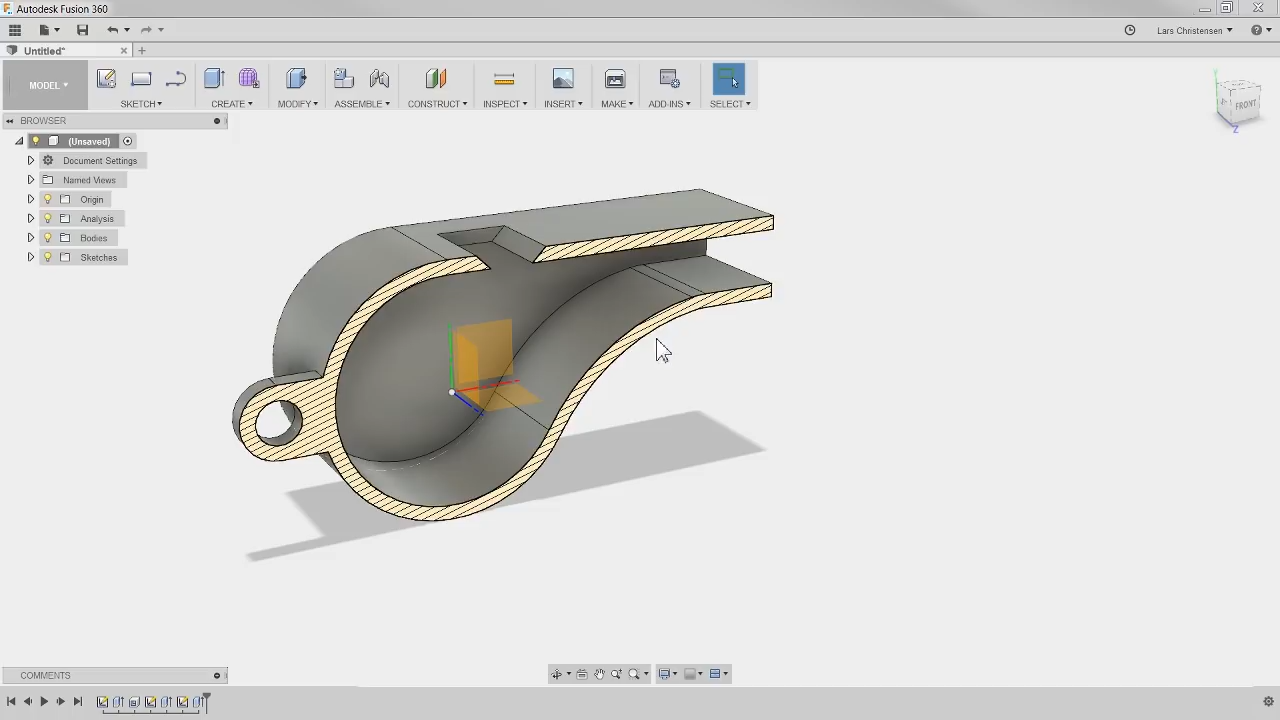 Autodesk Fusion 360
Lars Christensen
Untitled*
MODEL
SKETCH
CREATE
MODIFY
ASSEMBLE
CONSTRUCT
INSPECT
INSERT
MAKE
ADD-INS
SELECT
FRONT
Z
BROWSER
(Unsaved)
Document Settings
Named Views
Origin
Analysis
Bodies
Sketches
COMMENTS